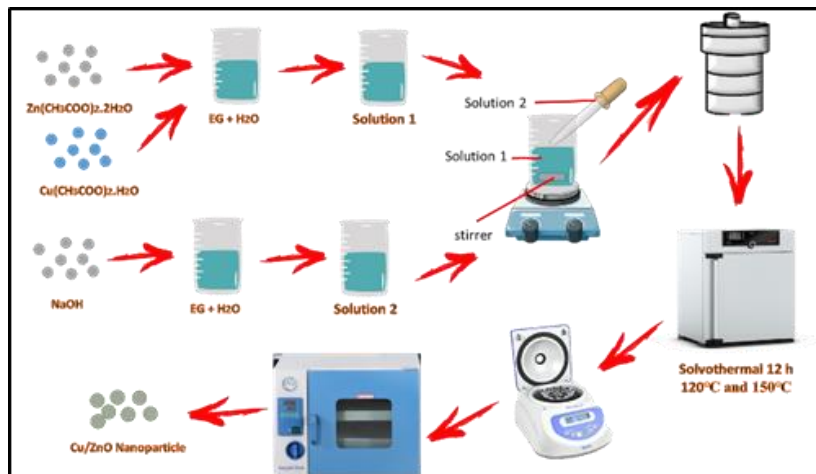 Zn(CH3COO)2.2H2O
EG + H2O
Solution 1
Cu(CH3COO)2.H2O
Solution 2
Solution 1
stirrer
NaOH
EG + H2O
Solution 2
Solvothermal 12 h
120°C and 150°C
Cu/ZnO Nanoparticle